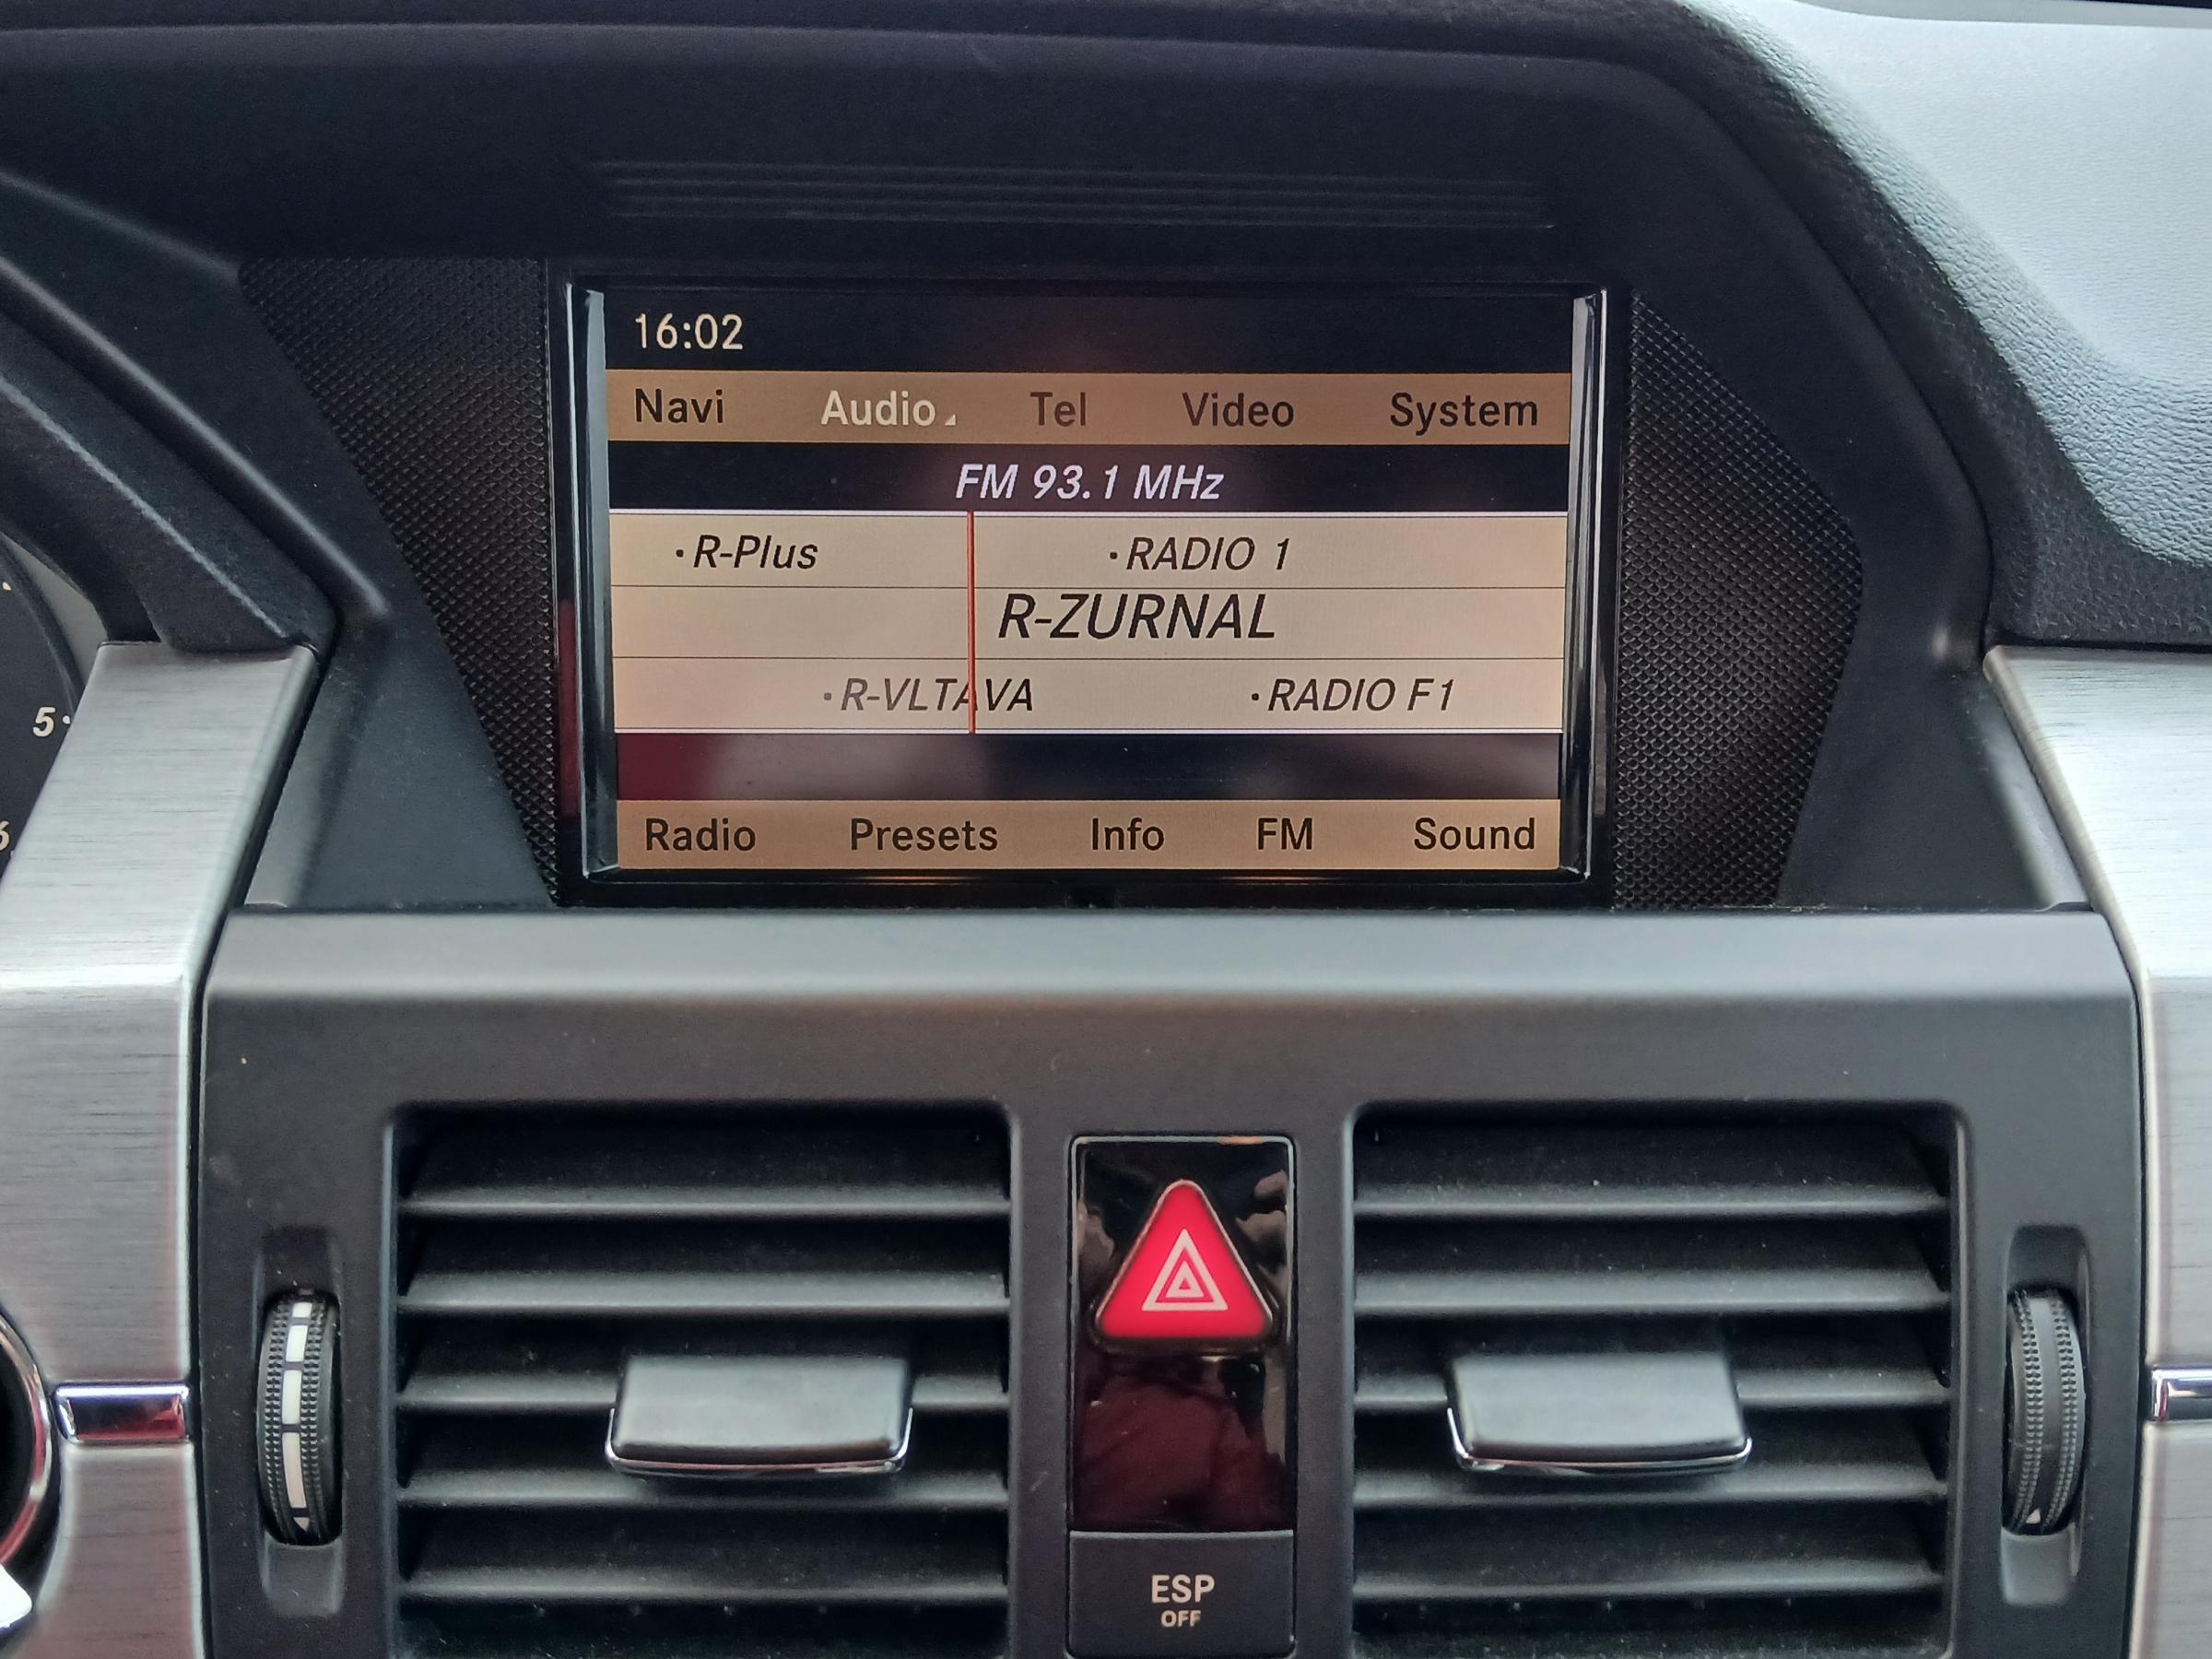 16:02
Navi Audio Tel Video System
FM 93.1 MHz
·R-Plus ·RADIO 1
R-ZURNAL
·R-VLTAVA ·RADIO F1
5·
6
Radio Presets Info FM Sound
ESP
OFF